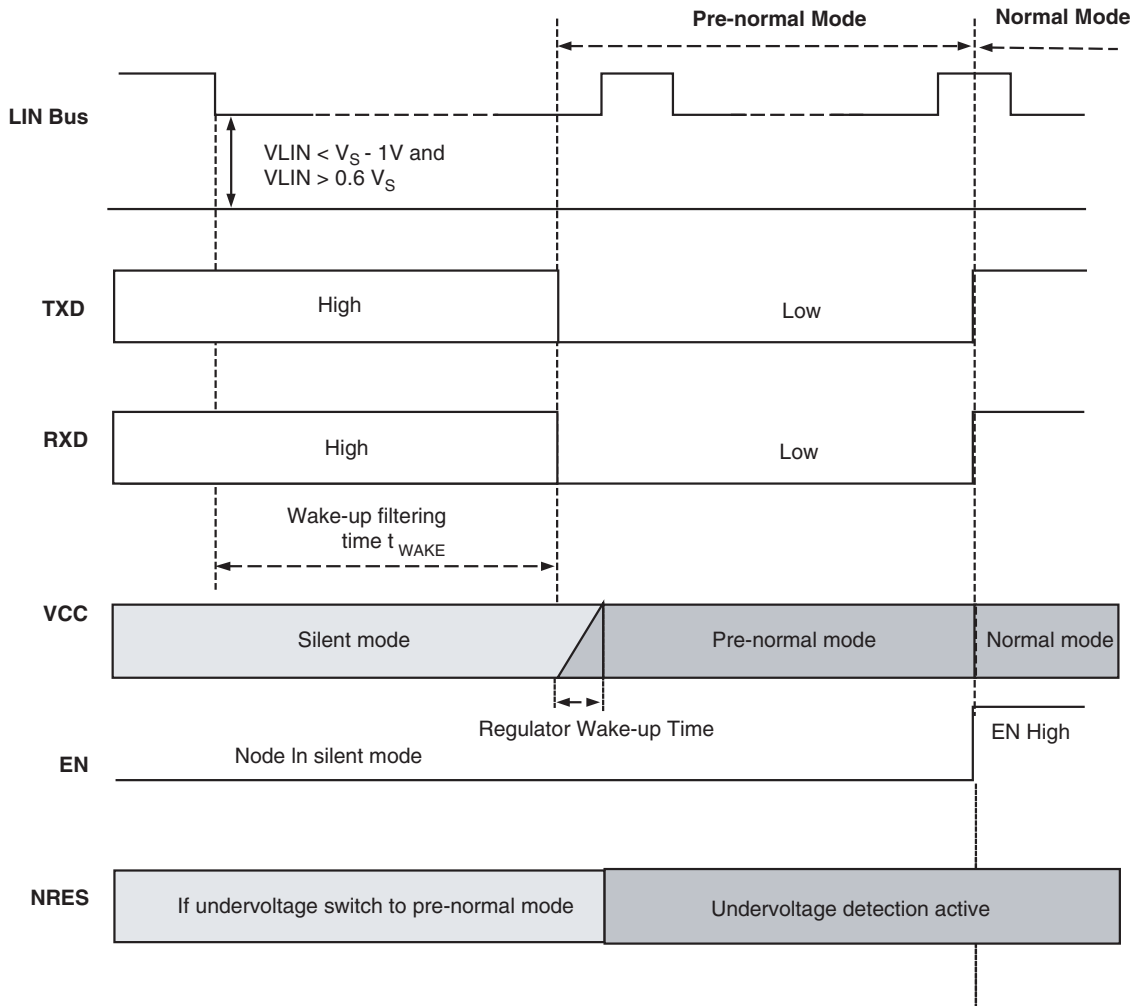 Pre-normal Mode
Normal Mode
LIN Bus
VLIN < VS - 1V and
VLIN > 0.6 VS
TXD
High
Low
RXD
High
Low
Wake-up filtering
time t WAKE
VCC
Silent mode
Pre-normal mode
Normal mode
Regulator Wake-up Time
EN High
Node In silent mode
EN
NRES
If undervoltage switch to pre-normal mode
Undervoltage detection active